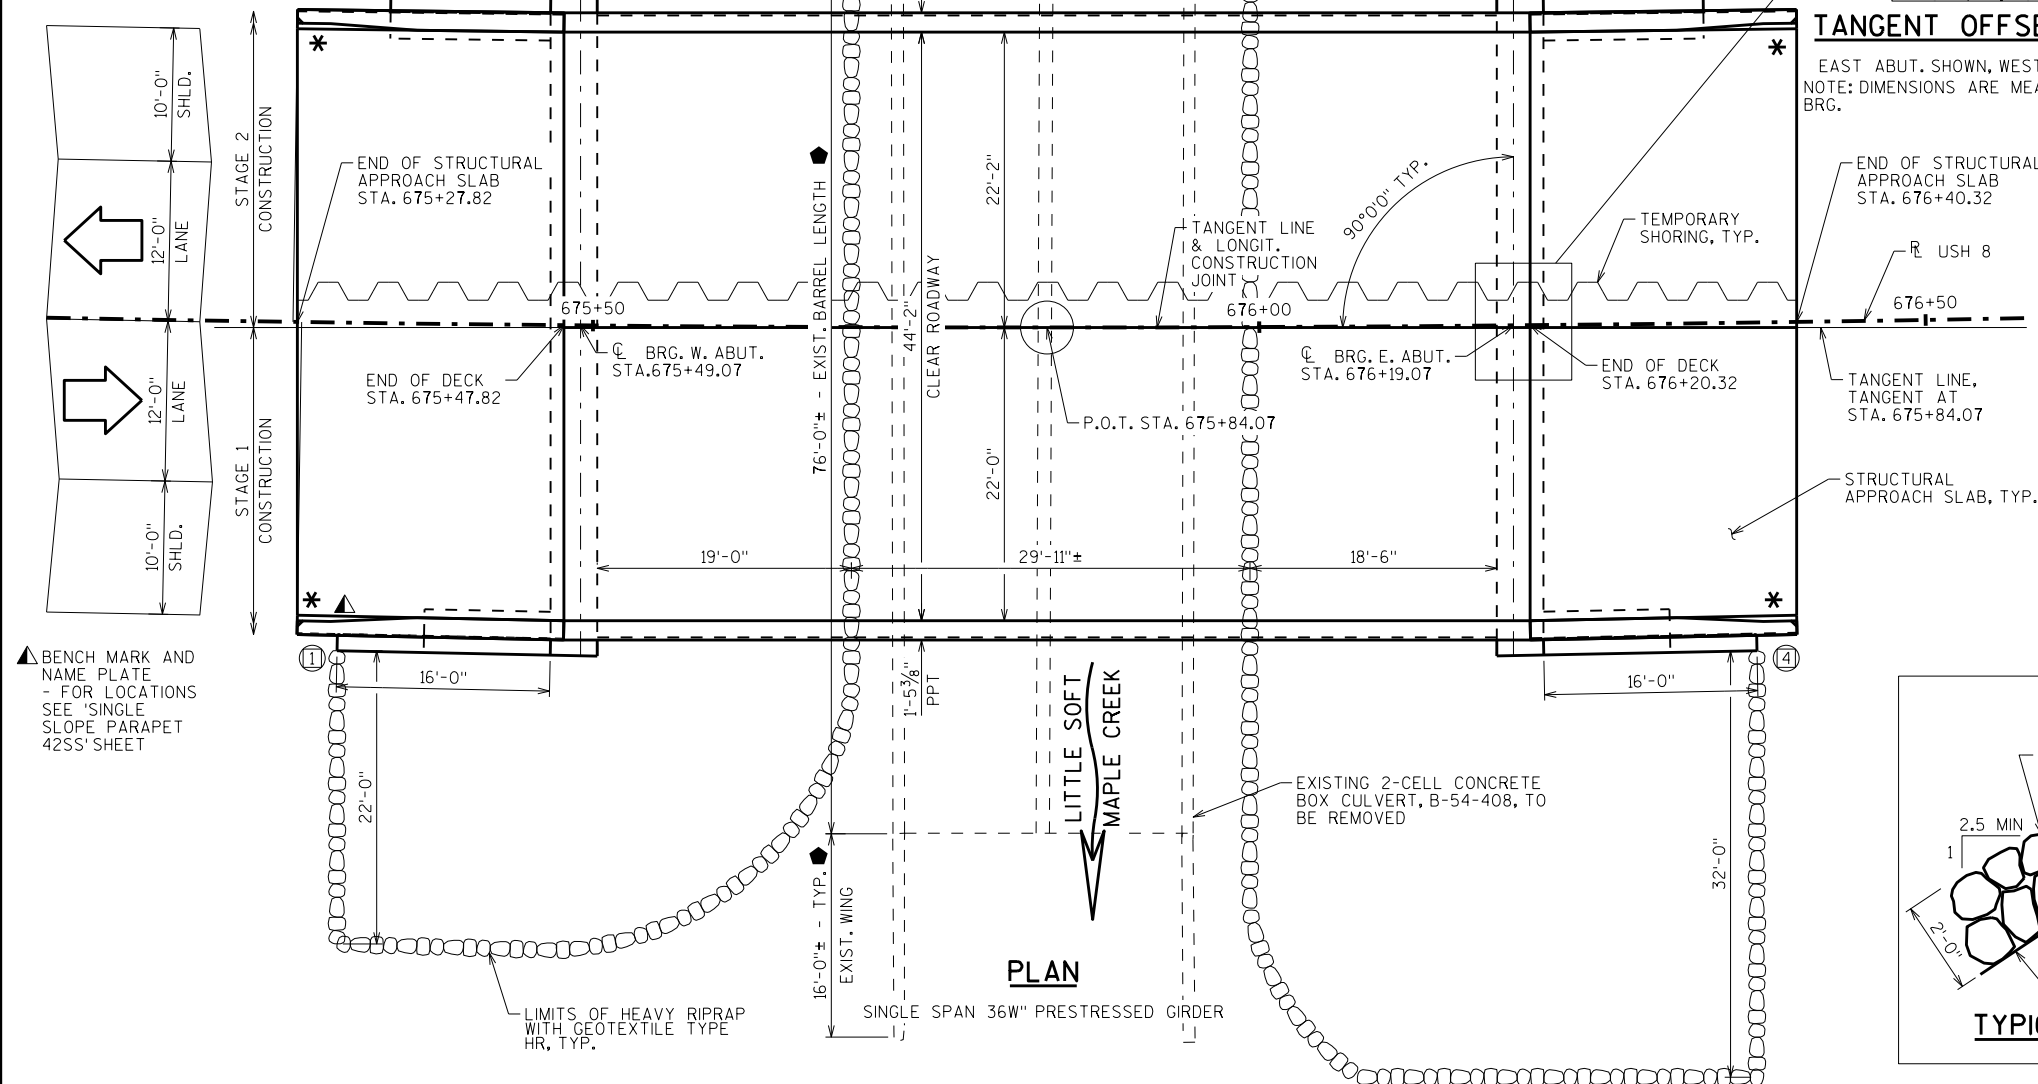 TANGENT OFFSE
EAST ABUT. SHOWN, WEST
NOTE: DIMENSIONS ARE MEA
BRG.
10'-0"
SHLD.
12'-0"
LANE
12'-0"
LANE
10'-0"
SHLD.
STAGE 2
CONSTRUCTION
STAGE 1
CONSTRUCTION
END OF STRUCTURAL
APPROACH SLAB
STA. 675+27.82
76'-0"± - EXIST. BARREL LENGTH
44'-2"
CLEAR ROADWAY
22'-2"
22'-0"
TANGENT LINE
& LONGIT.
CONSTRUCTION
JOINT
90°0'0" TYP.
TEMPORARY
SHORING, TYP.
END OF STRUCTURAL
APPROACH SLAB
STA. 676+40.32
R USH 8
675+50
676+00
676+50
END OF DECK
STA. 675+47.82
℄ BRG. W. ABUT.
STA.675+49.07
℄ BRG. E. ABUT.
STA. 676+19.07
END OF DECK
STA. 676+20.32
P.O.T. STA. 675+84.07
TANGENT LINE,
TANGENT AT
STA. 675+84.07
STRUCTURAL
APPROACH SLAB, TYP.
19'-0"
29'-11"±
18'-6"
BENCH MARK AND
NAME PLATE
- FOR LOCATIONS
SEE 'SINGLE
SLOPE PARAPET
42SS' SHEET
1
16'-0"
1'-5⅜"
PPT
LITTLE SOFT
MAPLE CREEK
16'-0"
4
22'-0"
32'-0"
EXISTING 2-CELL CONCRETE
BOX CULVERT, B-54-408, TO
BE REMOVED
16'-0"± - TYP.
EXIST. WING
LIMITS OF HEAVY RIPRAP
WITH GEOTEXTILE TYPE
HR, TYP.
PLAN
SINGLE SPAN 36W" PRESTRESSED GIRDER
2.5 MIN
1
2'-0"
TYPIC